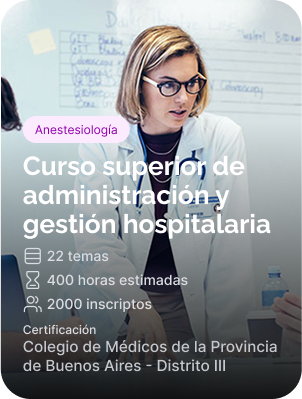 Anestesiología
Curso superior de
administración y
gestión hospitalaria
22 temas
400 horas estimadas
2000 inscriptos
Certificación
Colegio de Médicos de la Provincia
de Buenos Aires - Distrito III